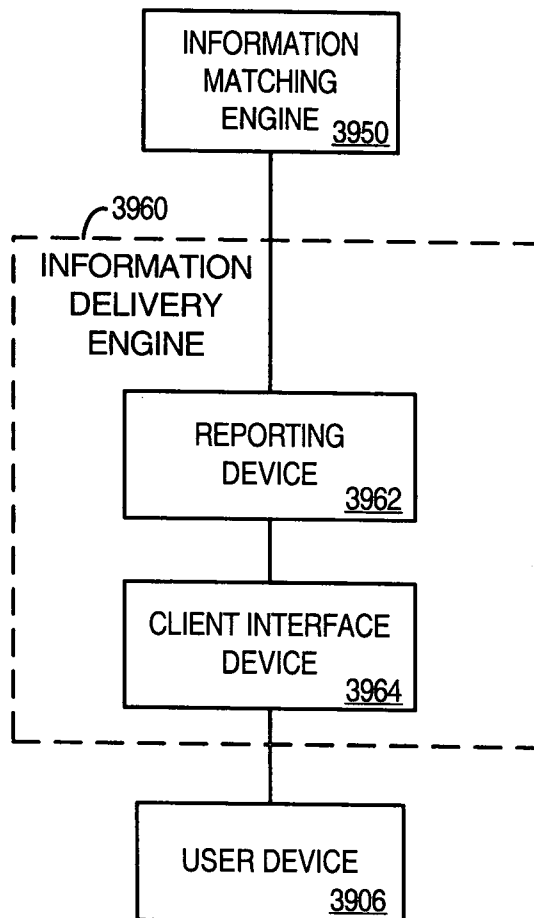 INFORMATION
MATCHING
ENGINE 3950
3960
INFORMATION
DELIVERY
ENGINE
REPORTING
DEVICE
3962
CLIENT INTERFACE
DEVICE
3964
USER DEVICE
3906